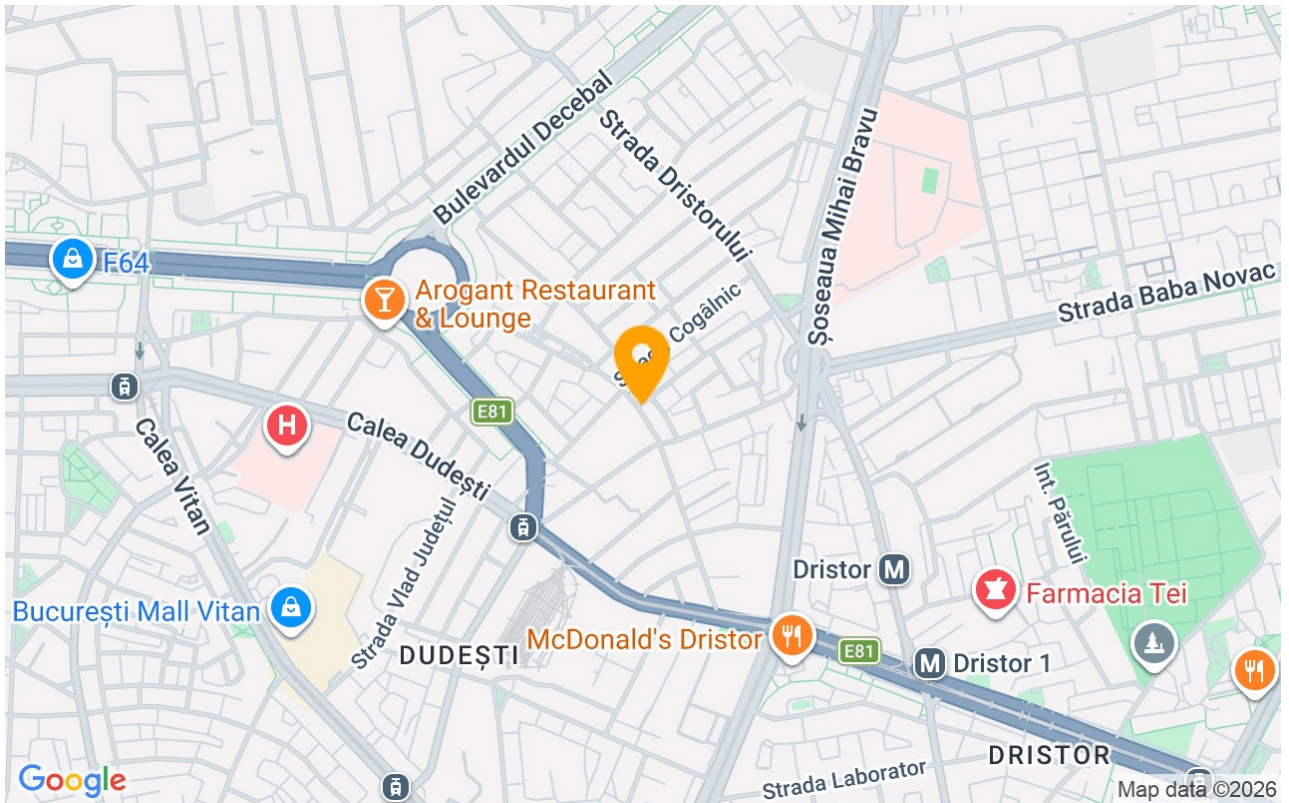 Bulevardul Decebal
Strada Dristorului
Șoseaua Mihai Bravu
F64
Arogant Restaurant
& Lounge
Cogâlnic
Strada Baba Novac
E81
H
Calea Dudești
Calea Vitan
Int. Părului
Strada Vlad Județul
Dristor M
Farmacia Tei
București Mall Vitan
McDonald's Dristor
DUDEȘTI
E81
M Dristor 1
DRISTOR
Strada Laborator
Google
Map data ©2026